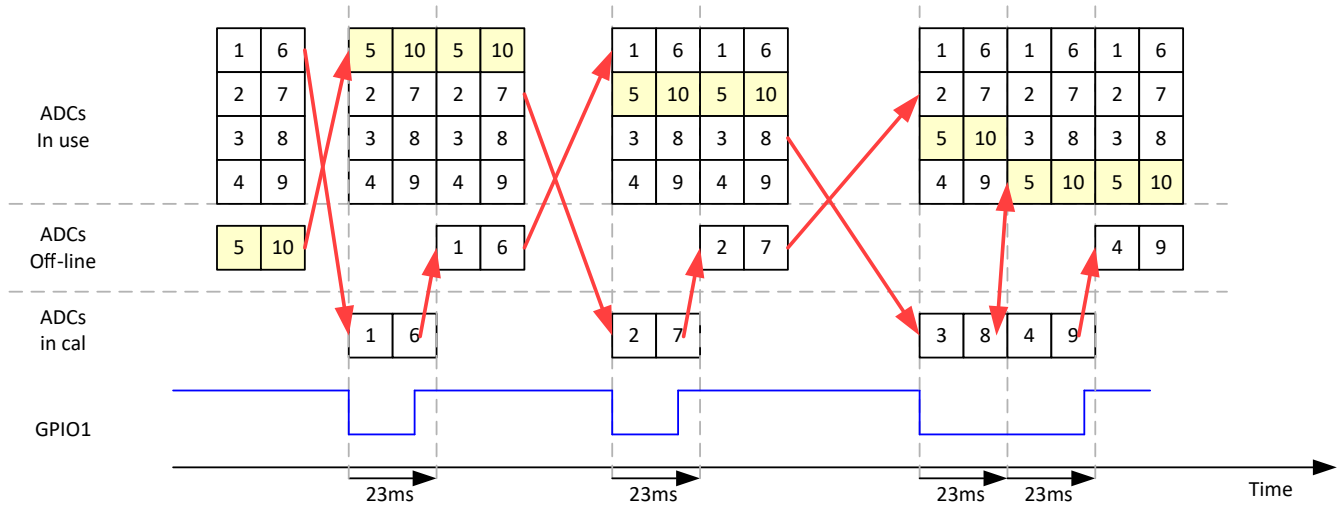 1 6 5 10 5 10 1 6 1 6 1 6 1 6 1 6
ADCs
In use
2 7 2 7 2 7 5 10 5 10 2 7 2 7 2 7
3 8 3 8 3 8 3 8 3 8 5 10 3 8 3 8
4 9 4 9 4 9 4 9 4 9 4 9 5 10 5 10
ADCs
Off-line
5 10 1 6 2 7 4 9
ADCs
in cal
1 6 2 7 3 8 4 9
GPIO1
23ms 23ms 23ms 23ms Time